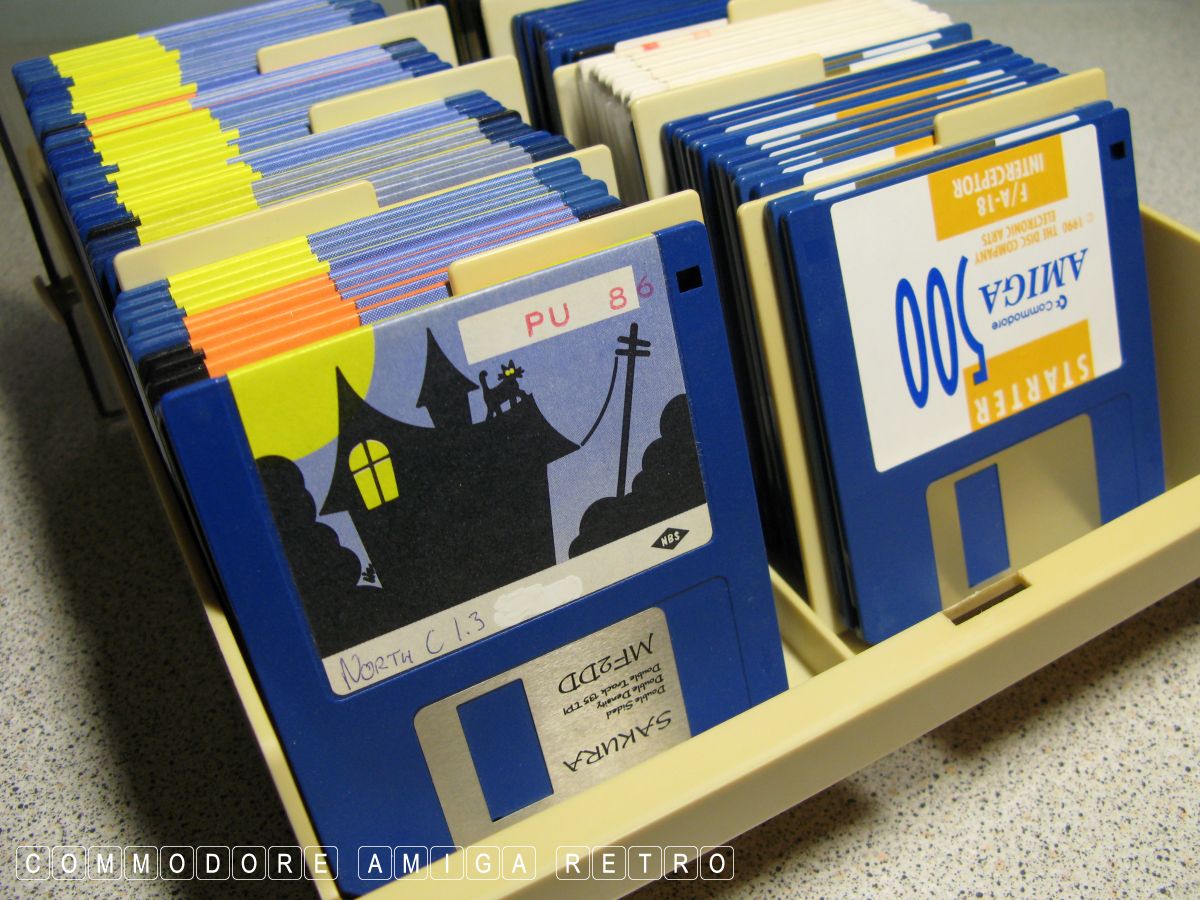 PU 86
NBS
NORTH C 1.3
MF2DD
Double Sided
Double Density
Double Track 135 TPI
SAKURA
F/A-18
INTERCEPTOR
© 1990 THE DISC COMPANY
ELECTRONIC ARTS
Commodore
AMIGA
500
STARTER
COMMODORE AMIGA RETRO